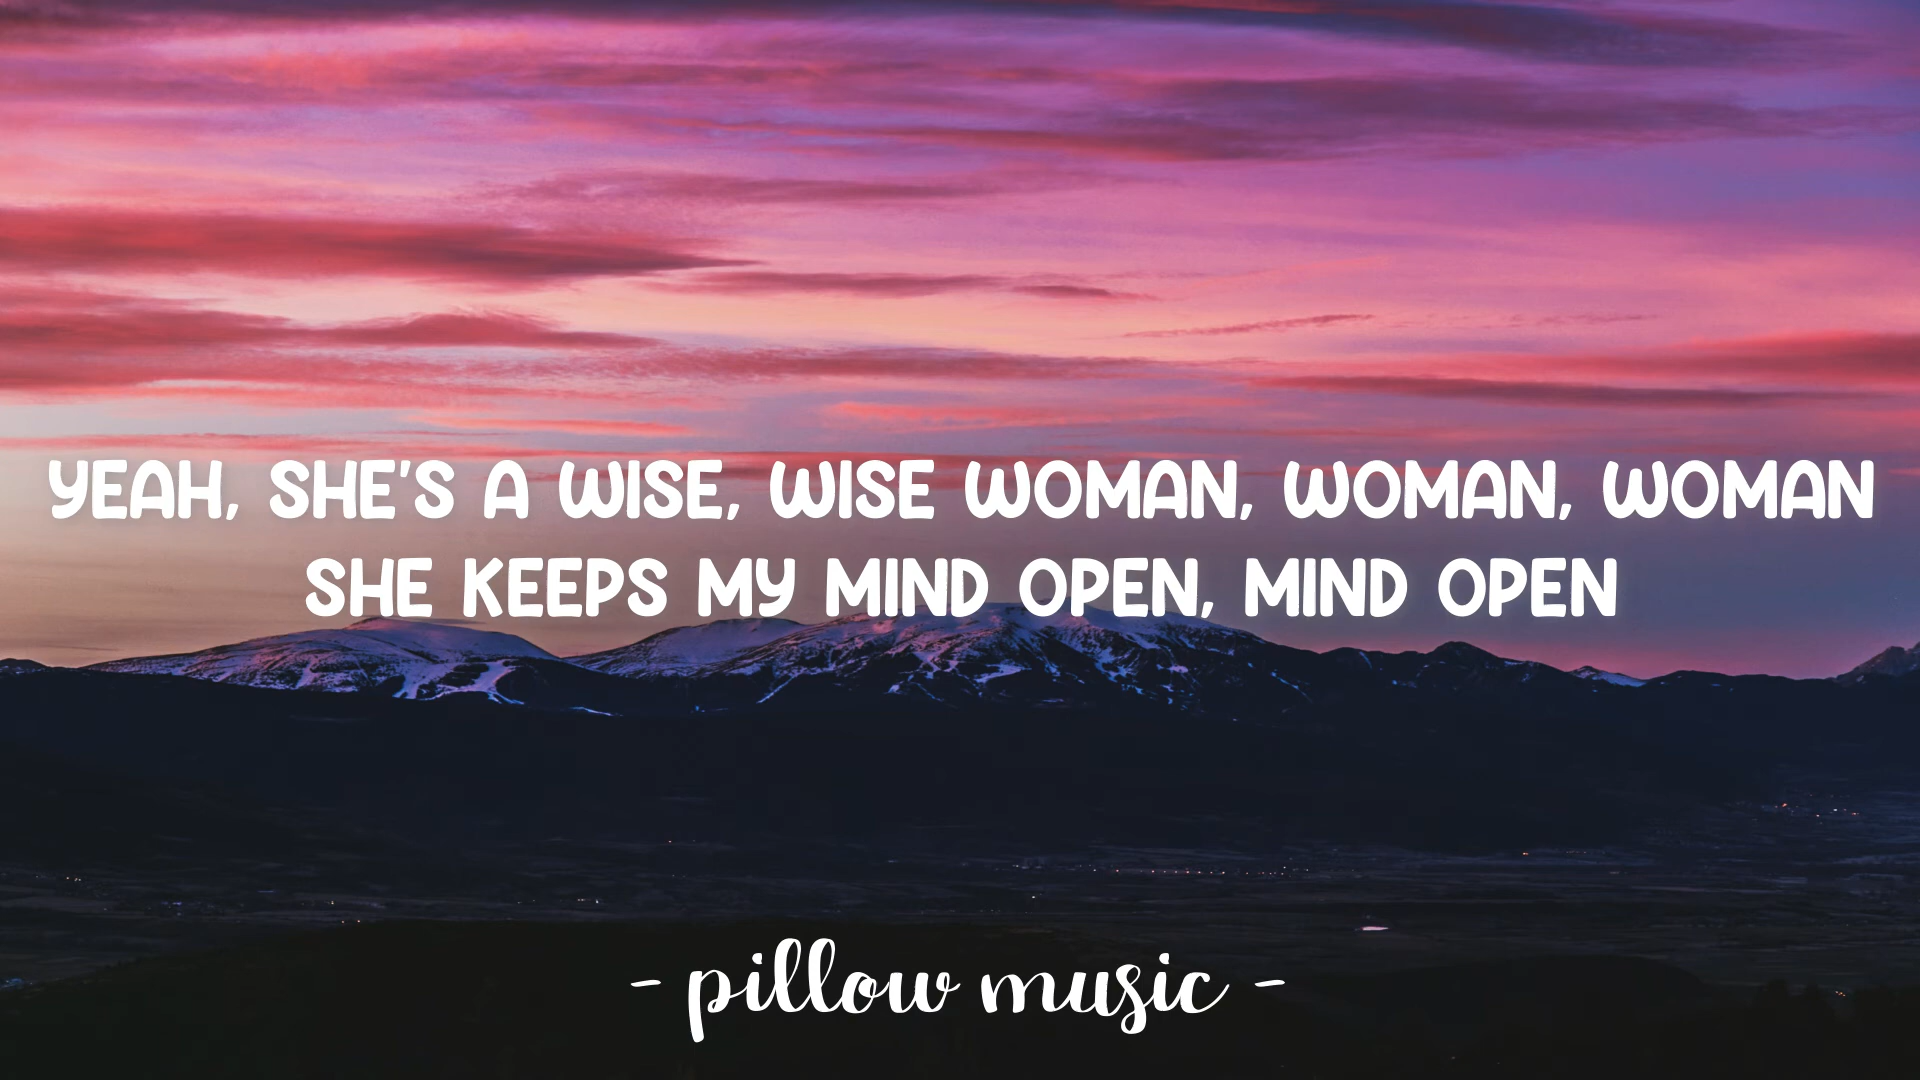 YEAH, SHE'S A WISE, WISE WOMAN, WOMAN, WOMAN
SHE KEEPS MY MIND OPEN, MIND OPEN
- pillow music -